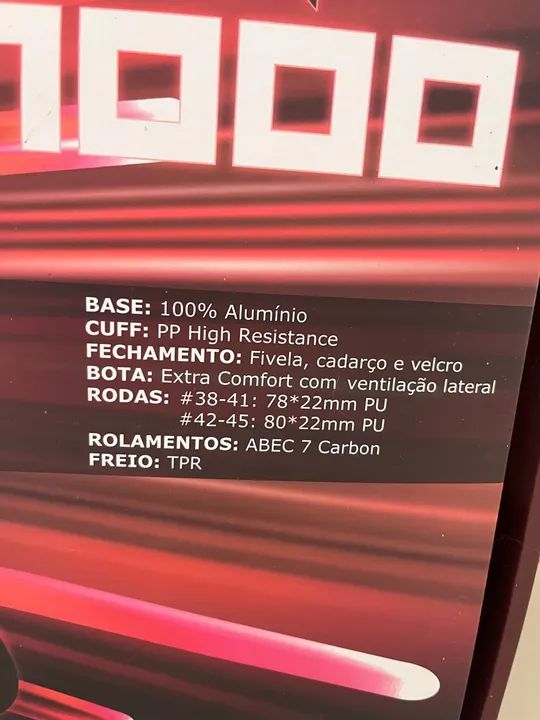 000
BASE: 100% Alumínio
CUFF: PP High Resistance
FECHAMENTO: Fivela, cadarço e velcro
BOTA: Extra Comfort com ventilação lateral
RODAS: #38-41: 78*22mm PU
#42-45: 80*22mm PU
ROLAMENTOS: ABEC 7 Carbon
FREIO: TPR